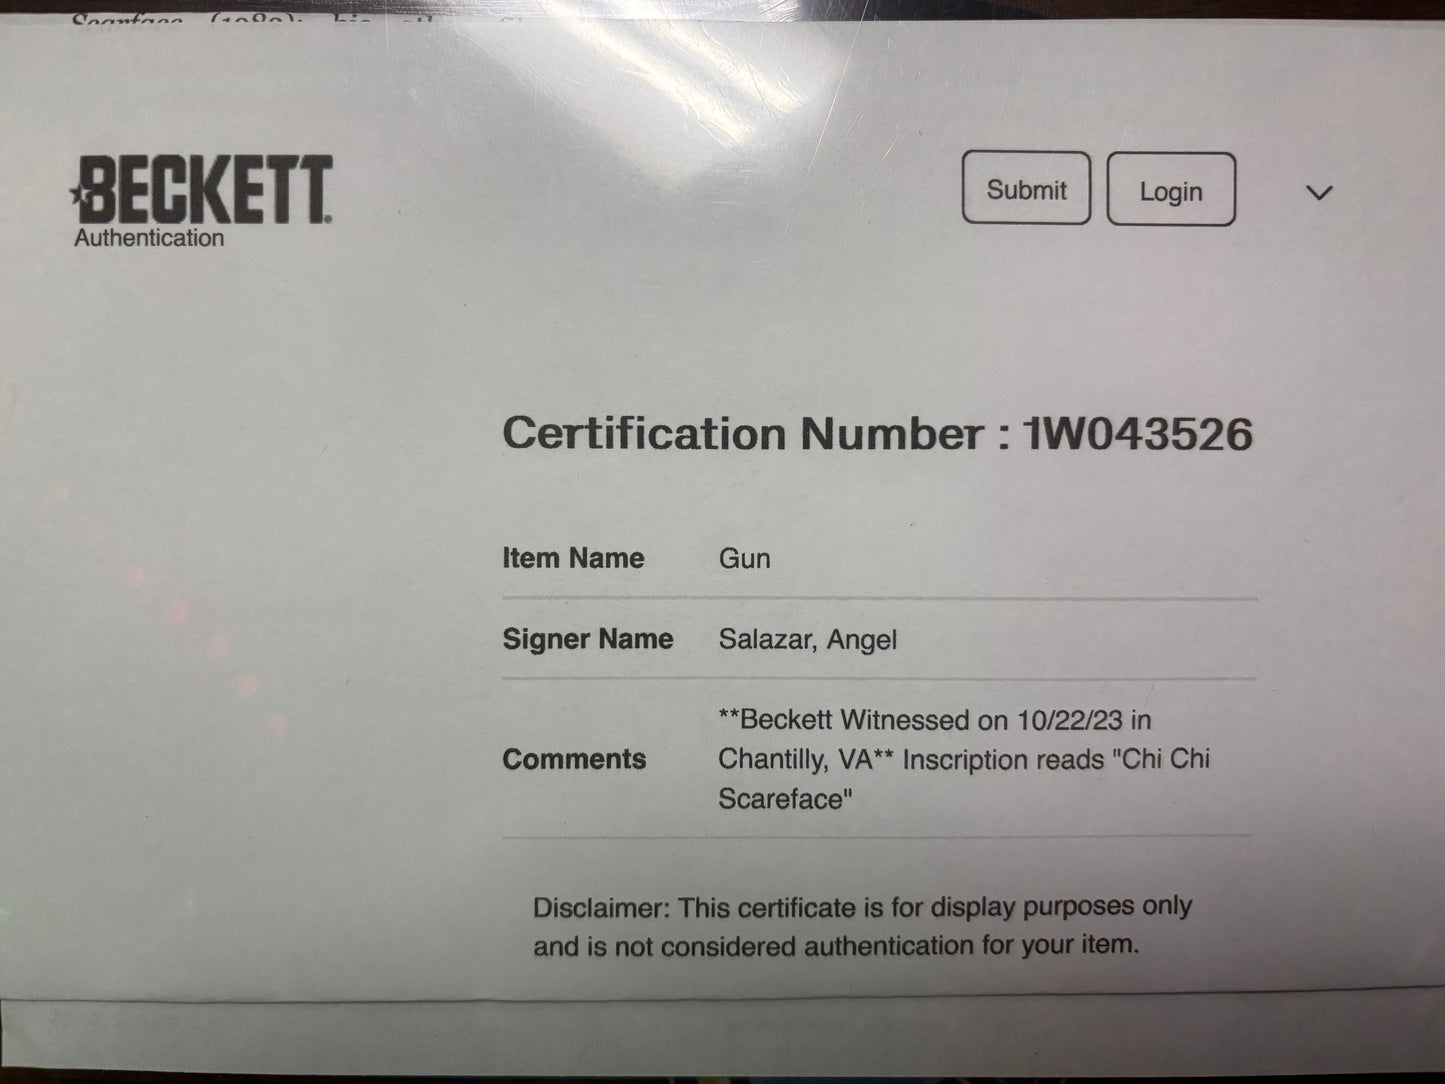 BECKETT
Authentication
Submit
Login
Certification Number : 1W043526
Item Name Gun
Signer Name Salazar, Angel
Comments **Beckett Witnessed on 10/22/23 in
Chantilly, VA** Inscription reads "Chi Chi
Scareface"
Disclaimer: This certificate is for display purposes only
and is not considered authentication for your item.